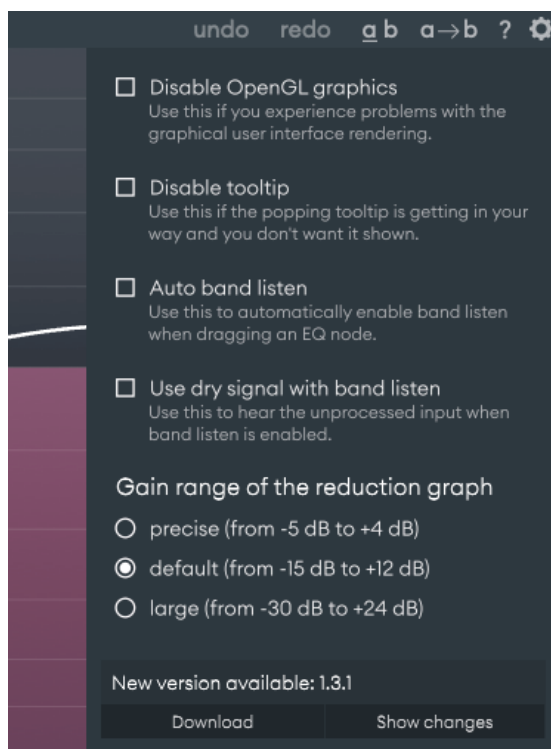 undo redo a b a→b ?
Disable OpenGL graphics
Use this if you experience problems with the
graphical user interface rendering.
Disable tooltip
Use this if the popping tooltip is getting in your
way and you don't want it shown.
Auto band listen
Use this to automatically enable band listen
when dragging an EQ node.
Use dry signal with band listen
Use this to hear the unprocessed input when
band listen is enabled.
Gain range of the reduction graph
precise (from -5 dB to +4 dB)
default (from -15 dB to +12 dB)
large (from -30 dB to +24 dB)
New version available: 1.3.1
Download Show changes